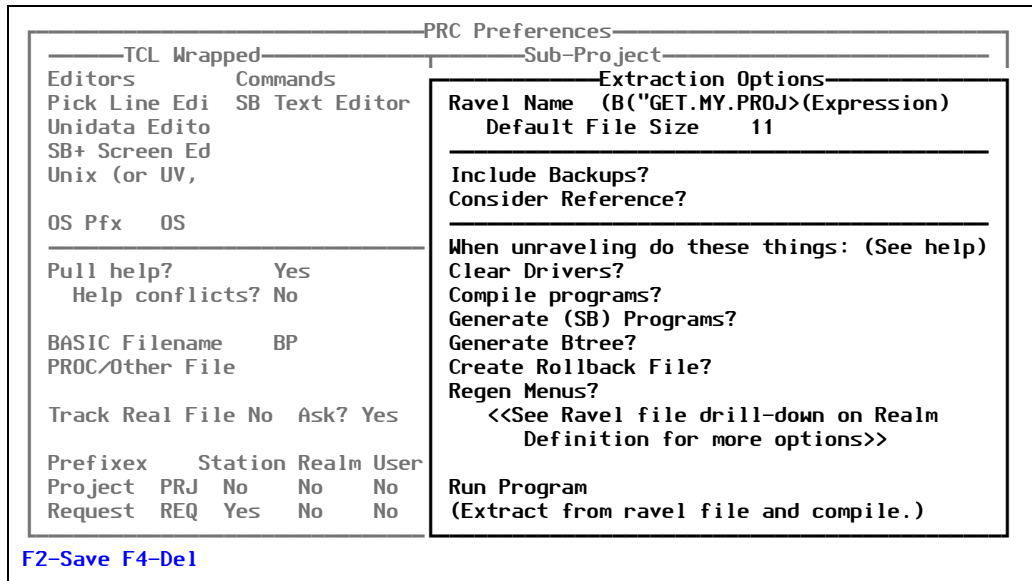 PRC Preferences
TCL Wrapped Sub-Project
Editors Commands
Pick Line Edi SB Text Editor
Unidata Edito
SB+ Screen Ed
Unix (or UV,
OS Pfx OS
Pull help? Yes
Help conflicts? No
BASIC Filename BP
PROC/Other File
Track Real File No Ask? Yes
Prefixex Station Realm User
Project PRJ No No No
Request REQ Yes No No
Extraction Options
Ravel Name (B("GET.MY.PROJ>(Expression)
Default File Size 11
Include Backups?
Consider Reference?
When unraveling do these things: (See help)
Clear Drivers?
Compile programs?
Generate (SB) Programs?
Generate Btree?
Create Rollback File?
Regen Menus?
<<See Ravel file drill-down on Realm
Definition for more options>>
Run Program
(Extract from ravel file and compile.)
F2-Save F4-Del